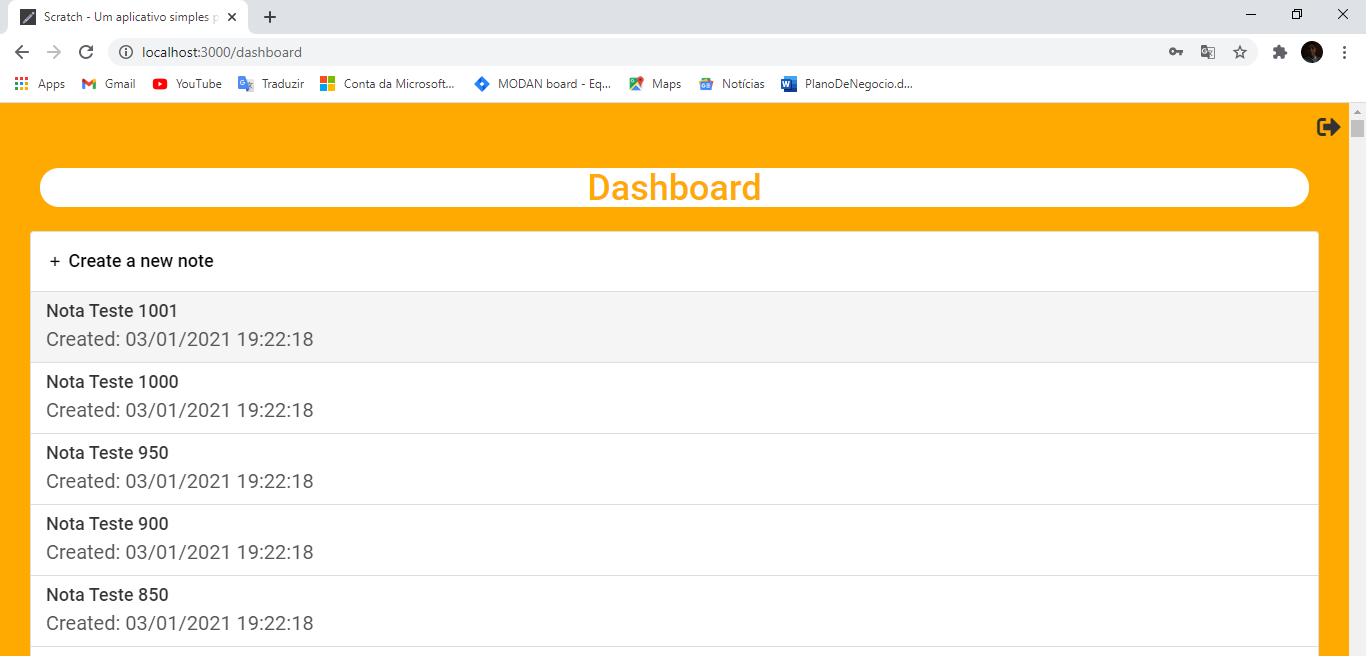 Scratch - Um aplicativo simples p
localhost:3000/dashboard
Apps Gmail YouTube Traduzir Conta da Microsoft... MODAN board - Eq... Maps Notícias PlanoDeNegocio.d...
Dashboard
+ Create a new note
Nota Teste 1001
Created: 03/01/2021 19:22:18
Nota Teste 1000
Created: 03/01/2021 19:22:18
Nota Teste 950
Created: 03/01/2021 19:22:18
Nota Teste 900
Created: 03/01/2021 19:22:18
Nota Teste 850
Created: 03/01/2021 19:22:18